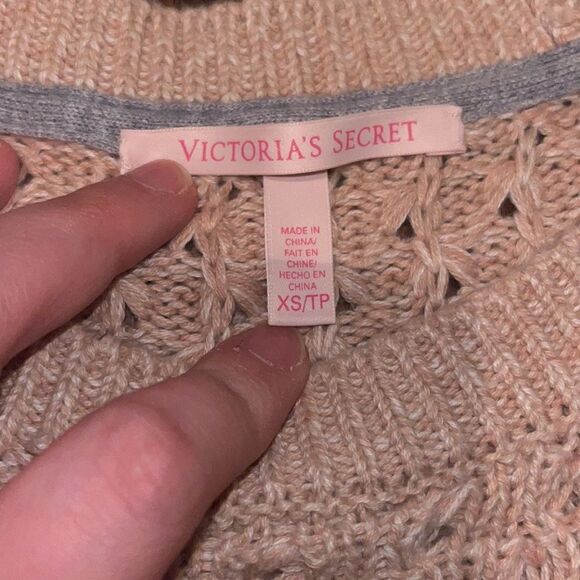 VICTORIA'S SECRET
MADE IN
CHINA/
FAIT EN
CHINE/
HECHO EN
CHINA
XS/TP